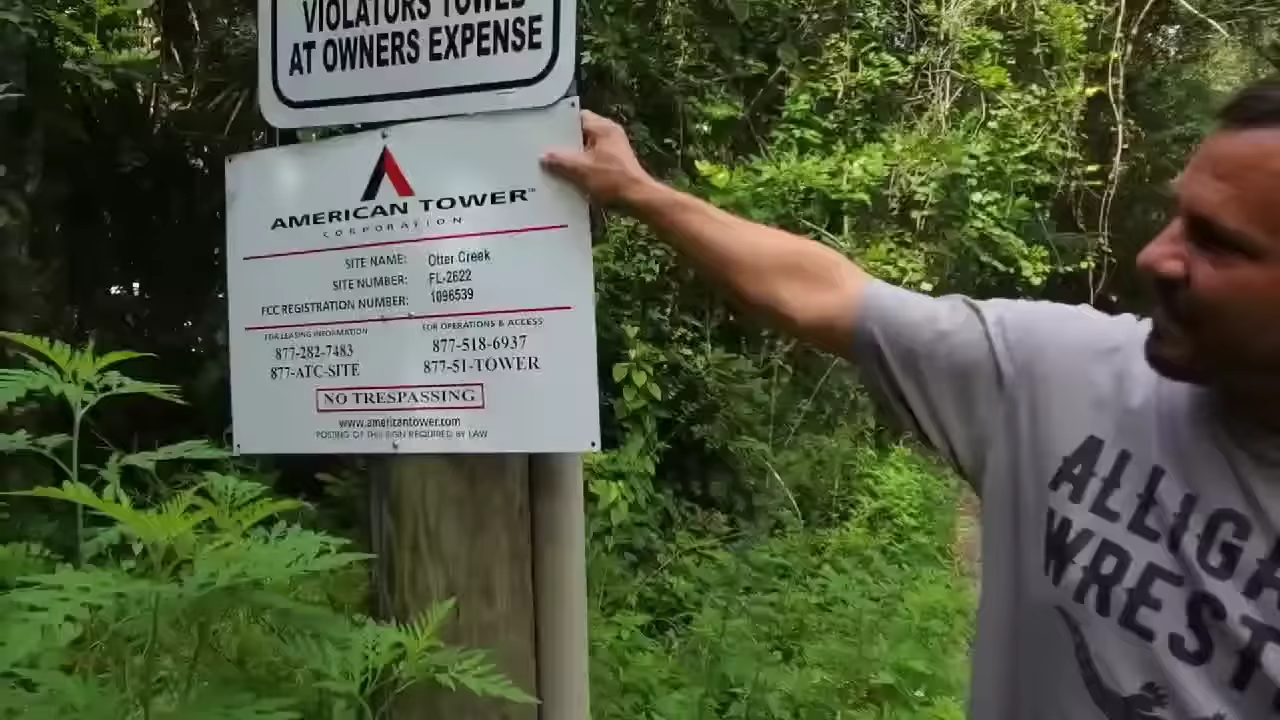 VIOLATORS TOWED
AT OWNERS EXPENSE
AMERICAN TOWER™
CORPORATION
SITE NAME: Otter Creek
SITE NUMBER: FL-2622
FCC REGISTRATION NUMBER: 1096539
FOR LEASING INFORMATION
877-282-7483
877-ATC-SITE
FOR OPERATIONS & ACCESS
877-518-6937
877-51-TOWER
NO TRESPASSING
www.americantower.com
POSTING OF THIS SIGN REQUIRED BY LAW
WREST